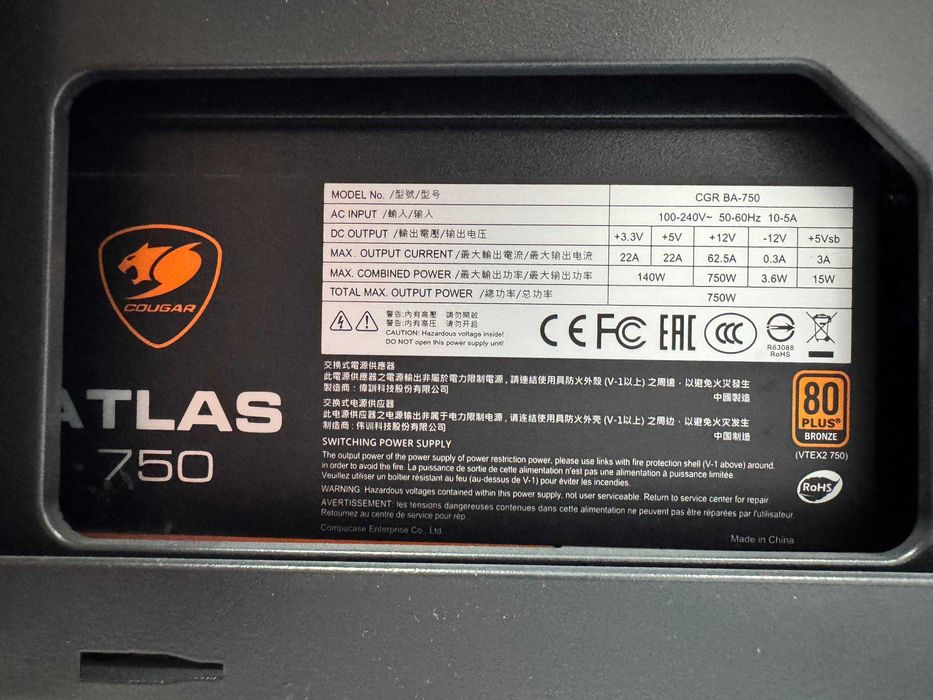 COUGAR
ATLAS
750
MODEL No. /型號/型号 CGR BA-750
AC INPUT /輸入/输入 100-240V~ 50-60Hz 10-5A
DC OUTPUT /輸出電壓/输出电压 +3.3V +5V +12V -12V +5Vsb
MAX. OUTPUT CURRENT /最大輸出電流/最大输出电流 22A 22A 62.5A 0.3A 3A
MAX. COMBINED POWER /最大輸出功率/最大输出功率 140W 750W 3.6W 15W
TOTAL MAX. OUTPUT POWER /總功率/总功率 750W
警告:內有高壓 請勿開啟
警告:内有高压 请勿开启
CAUTION: Hazardous voltage inside!
DO NOT open this power supply unit!
CE FC EAC CCC
R63088
RoHS
交換式電源供應器
此電源供應器之電源輸出非屬於電力限制電源,請連結使用具防火外殼 (V-1以上) 之周邊,以避免火災發生
製造商:偉訓科技股份有限公司 中國製造
交换式电源供应器
此电源供应器之电源输出非属于电力限制电源,请连结使用具防火外壳 (V-1以上) 之周边,以避免火灾发生
制造商:伟训科技股份有限公司 中国制造
SWITCHING POWER SUPPLY
The output power of the power supply of power restriction power, please use links with fire protection shell (V-1 above) around.
in order to avoid the fire. La puissance de sortie de cette alimentation n'est pas une alimentation à puissance limitée.
Veuillez utiliser un boîtier résistant au feu (au-dessus de V-1) pour éviter les incendies.
WARNING: Hazardous voltages contained within this power supply, not user serviceable. Return to service center for repair.
AVERTISSEMENT: les tensions dangereuses contenues dans cette alimentation ne peuvent pas être réparées par l'utilisateur.
Retournez au centre de service pour rép
Compucase Enterprise Co., Ltd.
Made in China
80
PLUS®
BRONZE
(VTEX2 750)
RoHS